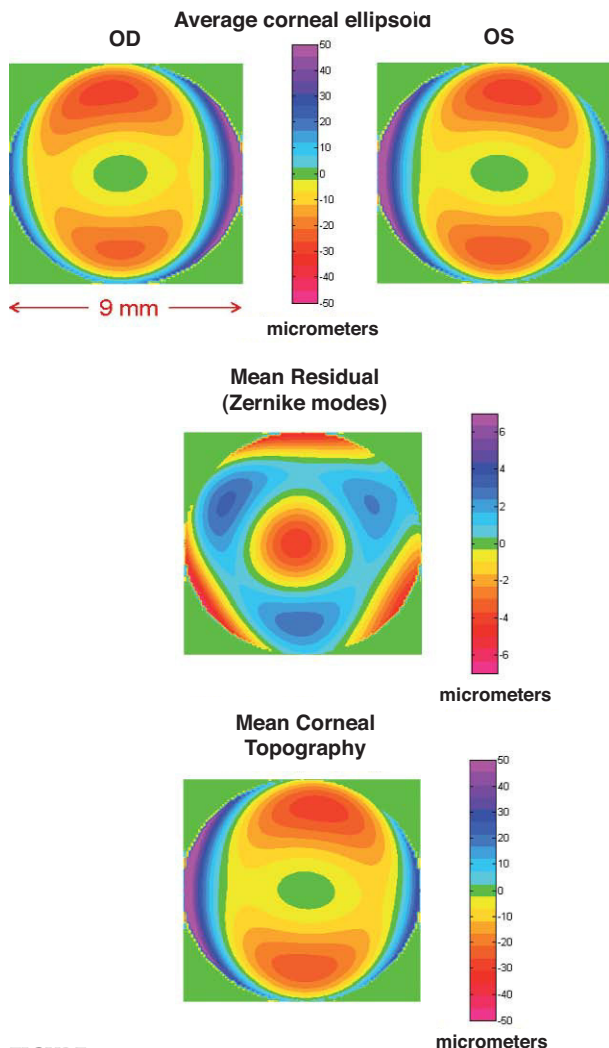 Average corneal ellipsoid
OD
OS
50
40
30
20
10
0
-10
-20
-30
-40
-50
9 mm
micrometers
Mean Residual
(Zernike modes)
6
4
2
0
-2
-4
-6
micrometers
Mean Corneal
Topography
50
40
30
20
10
0
-10
-20
-30
-40
-50
micrometers